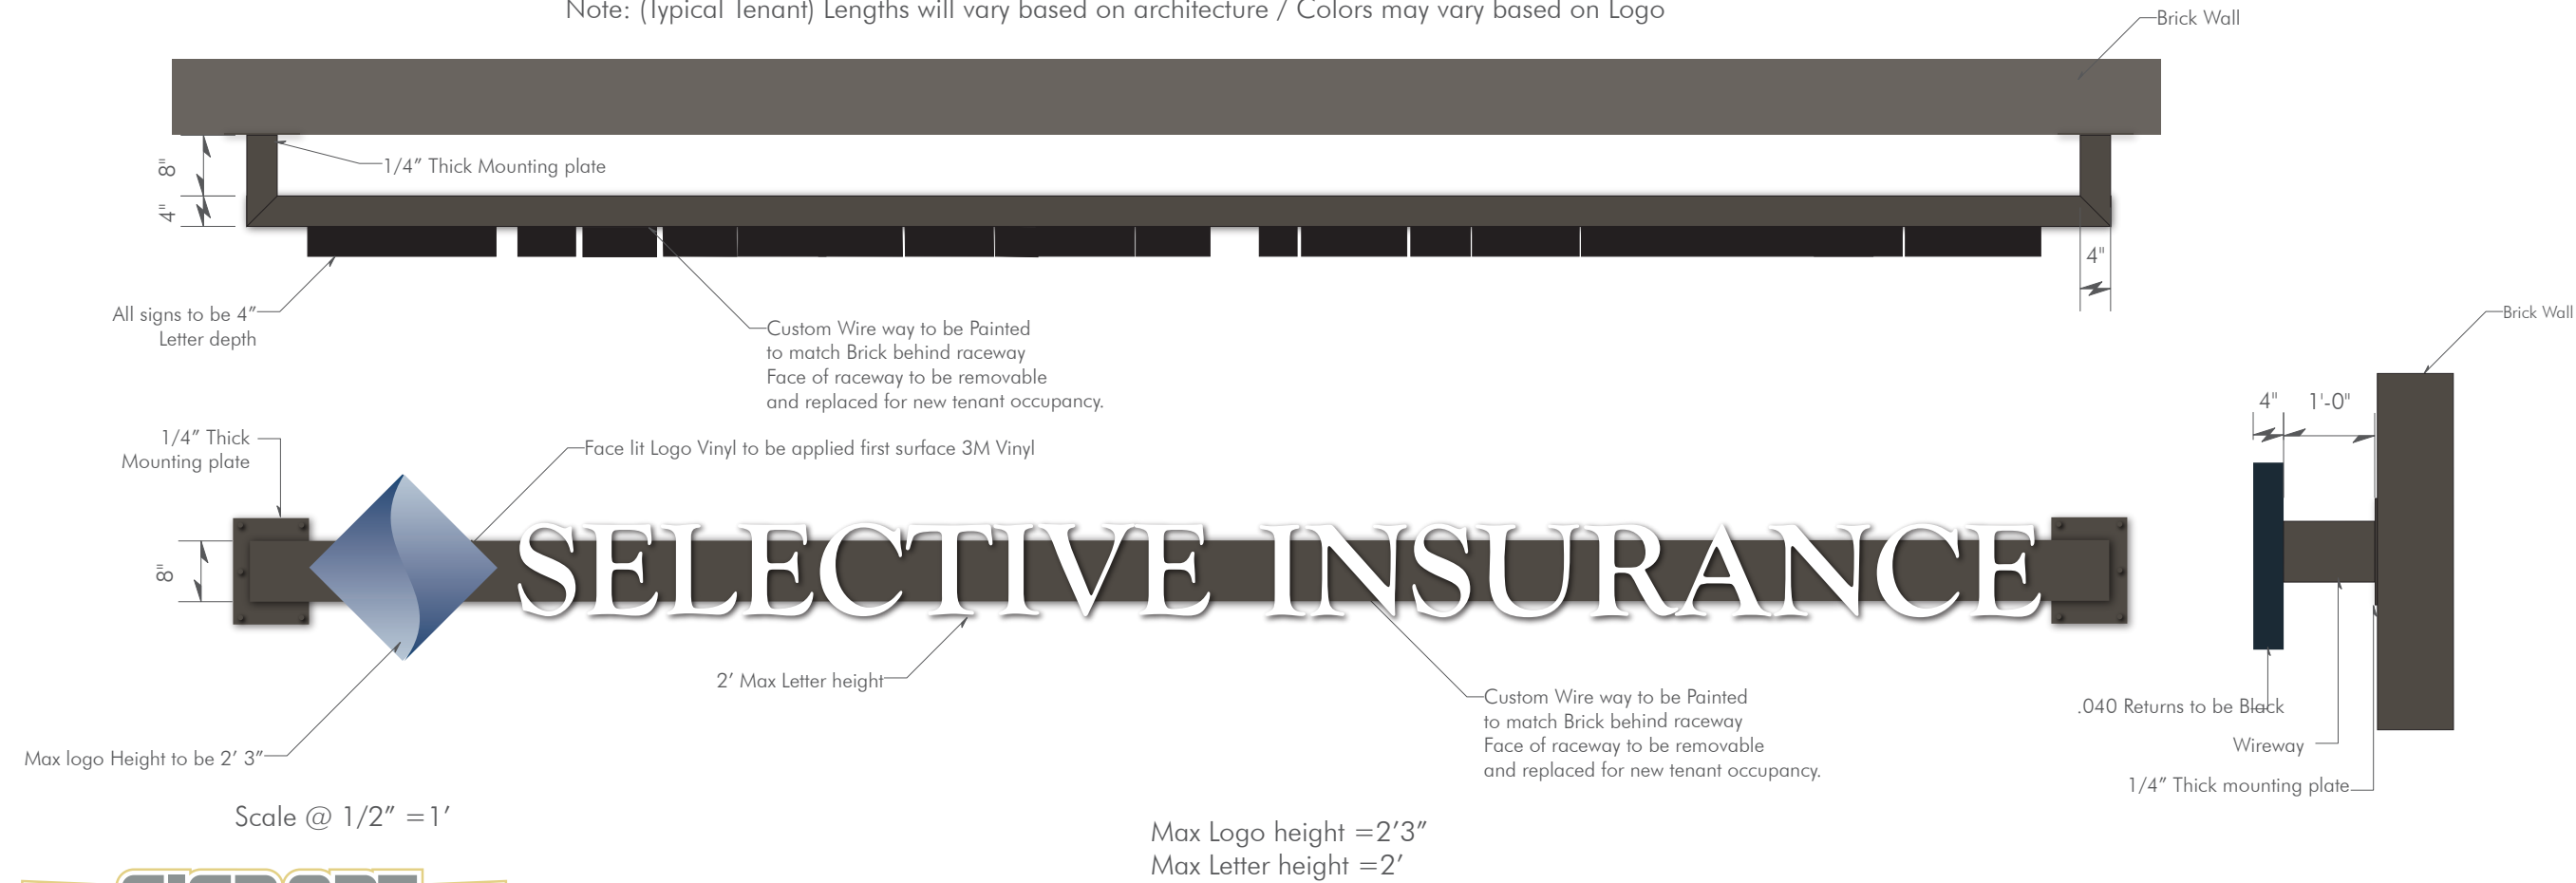 Note: (Typical Tenant) Lengths will vary based on architecture / Colors may vary based on Logo
Brick Wall
8"
1/4” Thick Mounting plate
4"
4"
All signs to be 4”
Letter depth
Custom Wire way to be Painted
to match Brick behind raceway
Face of raceway to be removable
and replaced for new tenant occupancy.
Brick Wall
4"
1'-0"
1/4” Thick
Mounting plate
Face lit Logo Vinyl to be applied first surface 3M Vinyl
8"
SELECTIVE INSURANCE
2’ Max Letter height
Custom Wire way to be Painted
to match Brick behind raceway
Face of raceway to be removable
and replaced for new tenant occupancy.
.040 Returns to be Black
Wireway
1/4” Thick mounting plate
Max logo Height to be 2’ 3”
Scale @ 1/2” =1’
Max Logo height =2’3”
Max Letter height =2’